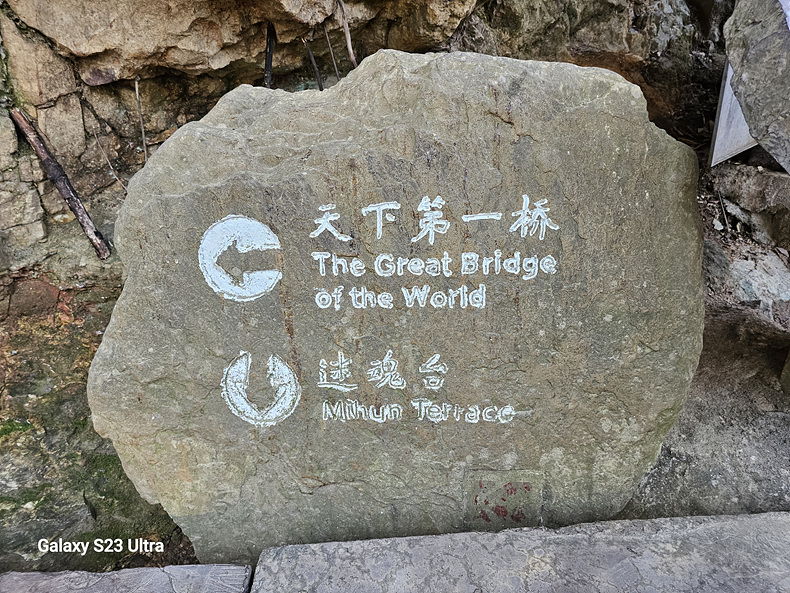 天下第一桥
The Great Bridge
of the World
迷魂台
Mihun Terrace
Galaxy S23 Ultra